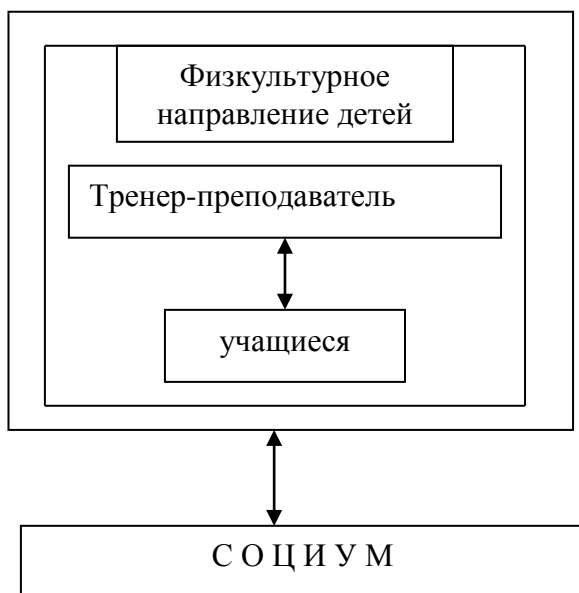 Физкультурное
направление детей
Тренер-преподаватель
учащиеся
С О Ц И У М